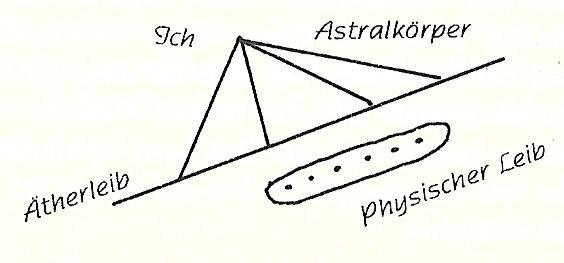 Ich
Astralkörper
Ätherleib
physischer Leib